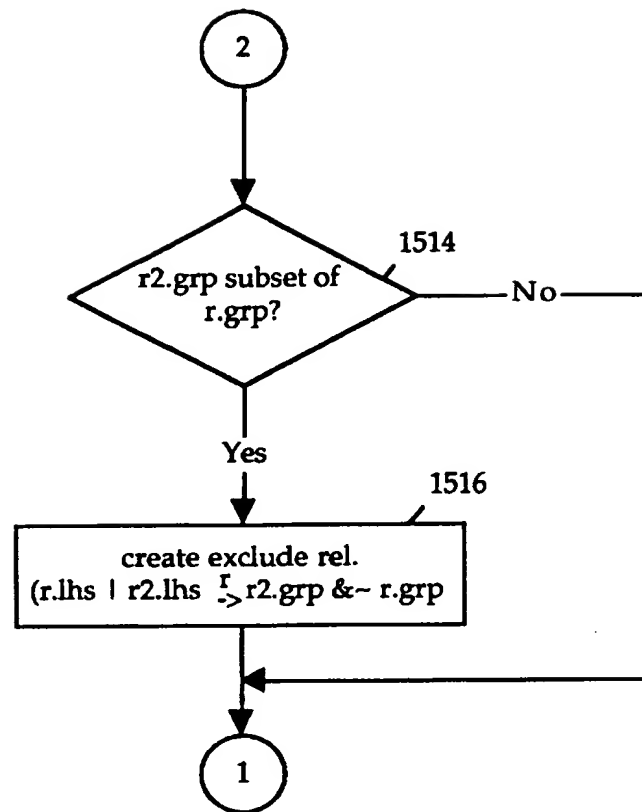 2
1514
r2.grp subset of
r.grp?
No
Yes
1516
create exclude rel.
(r.lhs | r2.lhs r -> r2.grp &~ r.grp
1